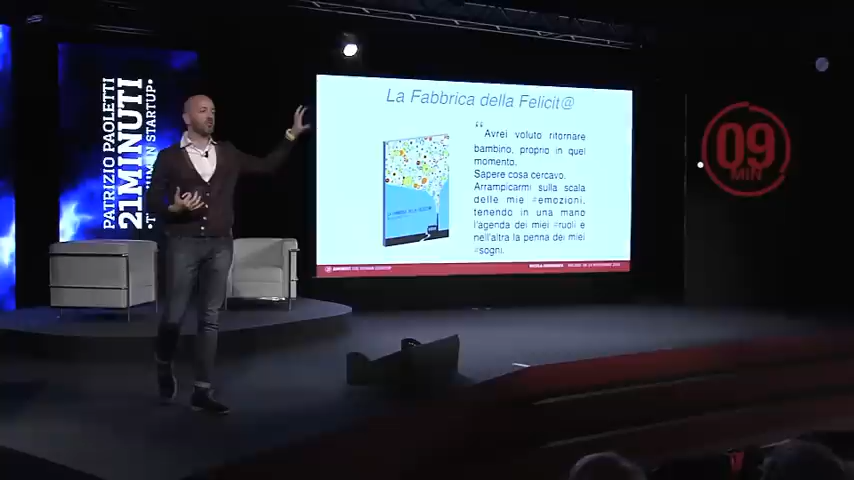 PATRIZIO PAOLETTI
21MINUTI
La Fabbrica della Felicit@
“
Avrei voluto ritornare
bambino, proprio in quel
momento.
Sapere cosa cercavo.
Arrampicarmi sulla scala
delle mie #emozioni,
tenendo in una mano
l'agenda dei miei #ruoli e
nell'altra la penna dei miei
#sogni.
09
MIN